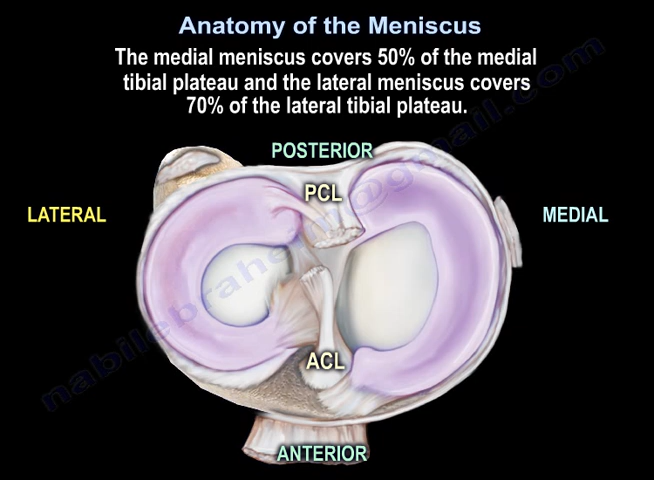 Anatomy of the Meniscus
The medial meniscus covers 50% of the medial
tibial plateau and the lateral meniscus covers
70% of the lateral tibial plateau.
POSTERIOR
PCL
LATERAL
MEDIAL
ACL
ANTERIOR